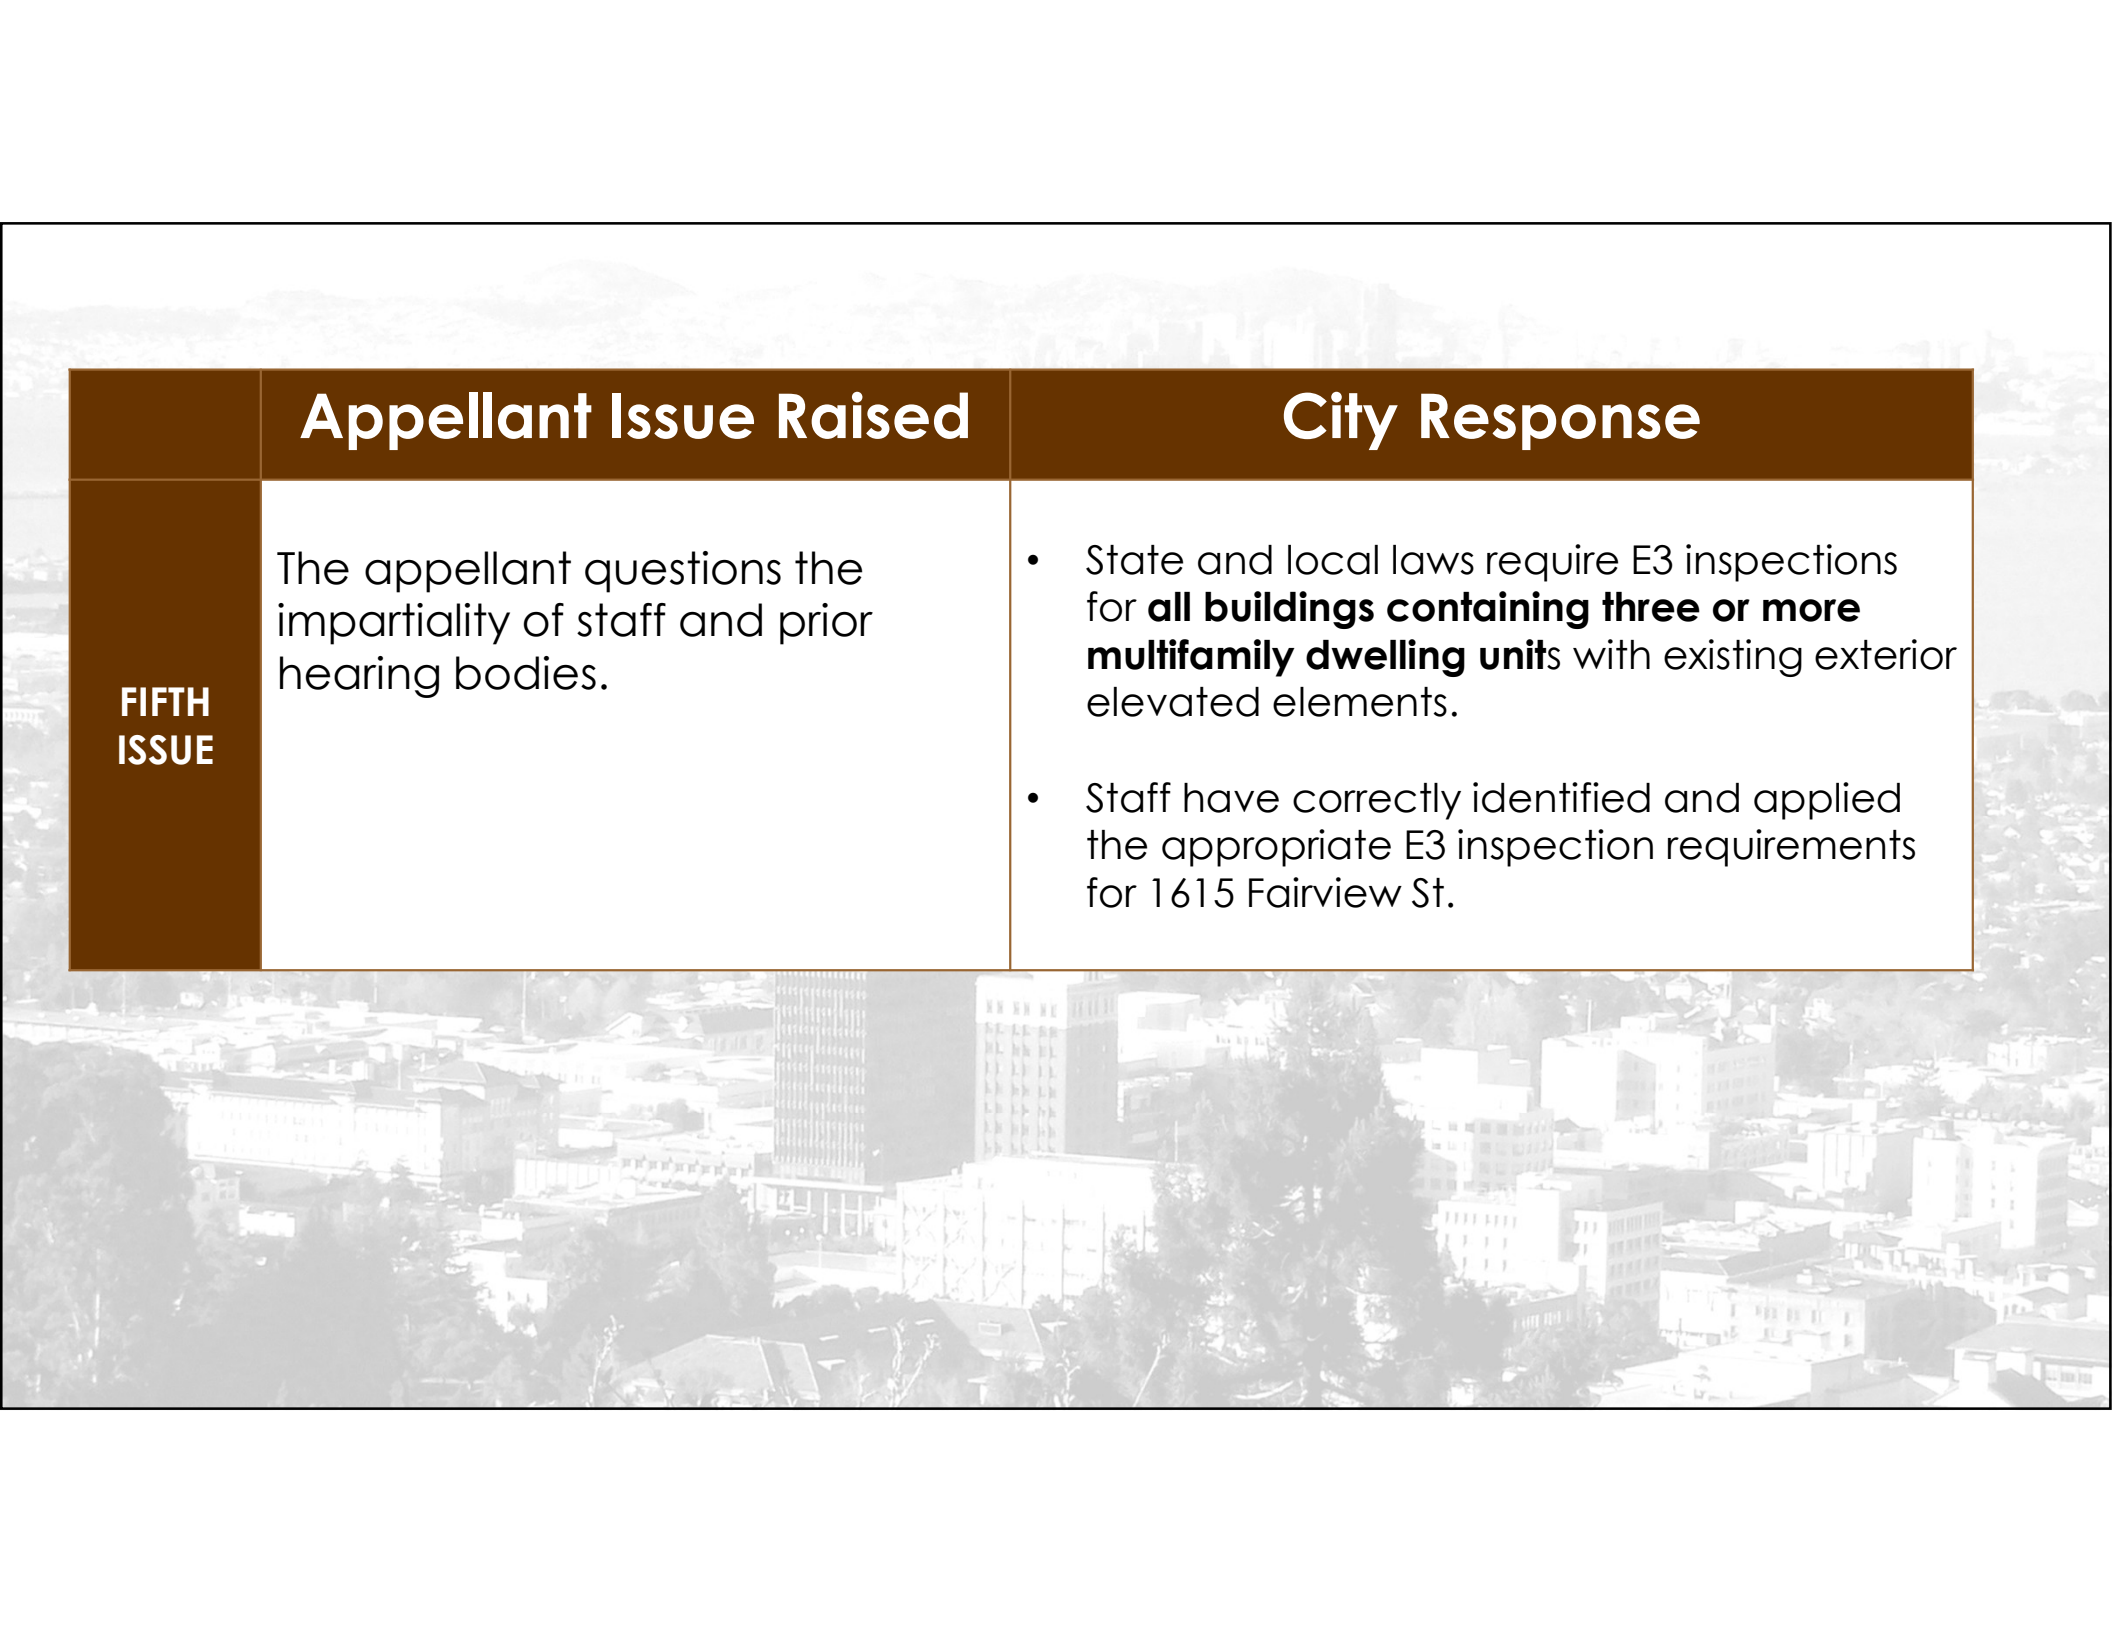 Appellant Issue Raised
City Response
FIFTH
ISSUE
The appellant questions the
impartiality of staff and prior
hearing bodies.
• State and local laws require E3 inspections
for all buildings containing three or more
multifamily dwelling units with existing exterior
elevated elements.
• Staff have correctly identified and applied
the appropriate E3 inspection requirements
for 1615 Fairview St.